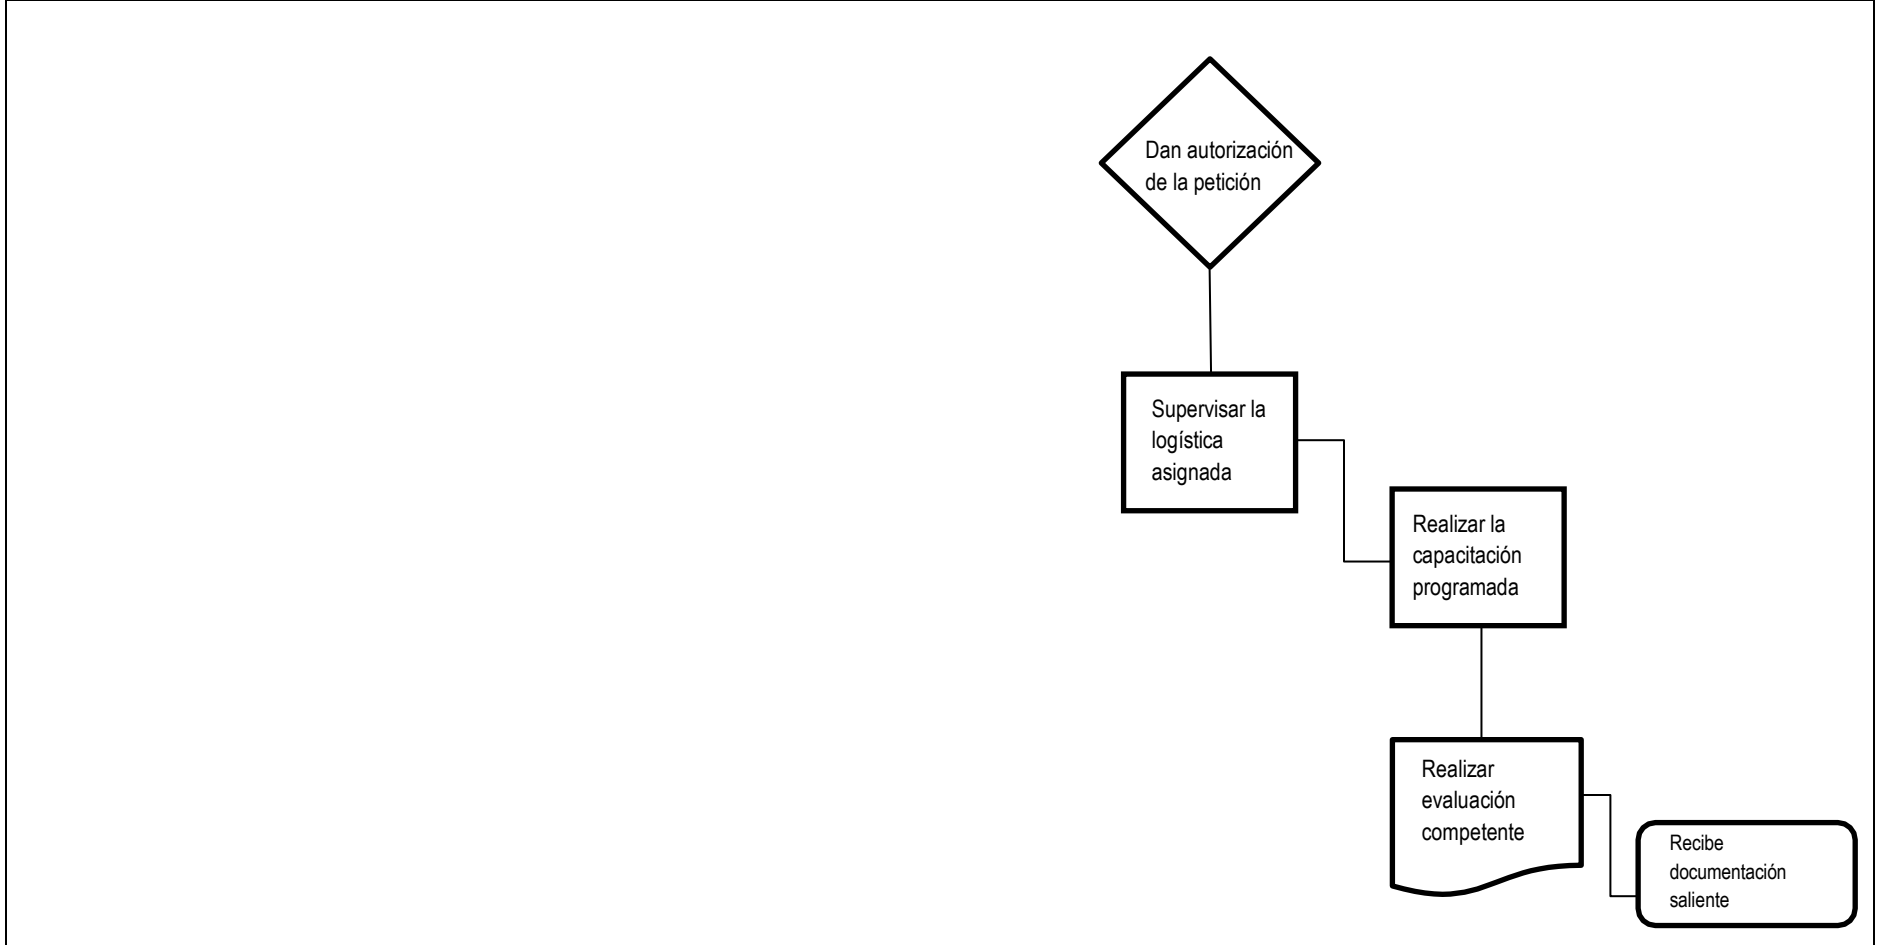 Dan autorización
de la petición
Supervisar la
logística
asignada
Realizar la
capacitación
programada
Realizar
evaluación
competente
Recibe
documentación
saliente